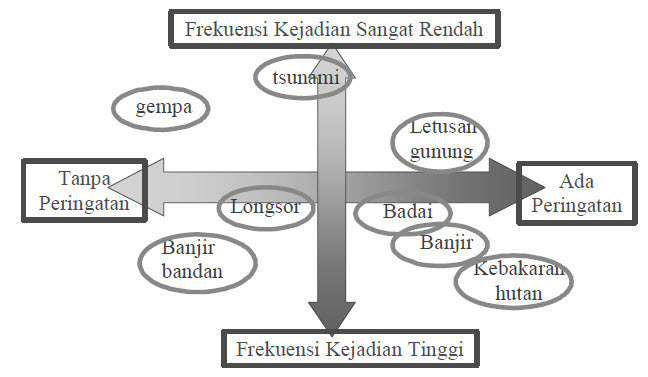 Frekuensi Kejadian Sangat Rendah
tsunami
gempa
Letusan
gunung
Tanpa
Peringatan
Ada
Peringatan
Longsor
Badai
Banjir
bandan
Banjir
Kebakaran
hutan
Frekuensi Kejadian Tinggi